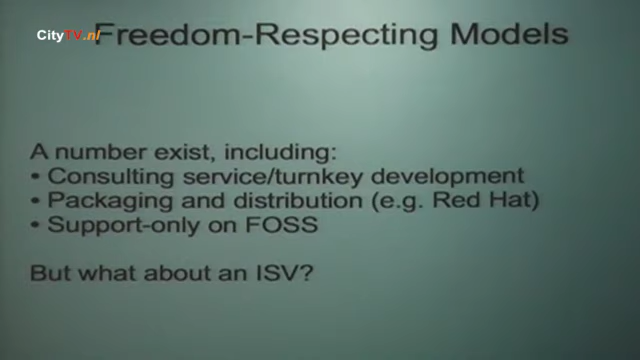 CityTV.nl
Freedom-Respecting Models
A number exist, including:
• Consulting service/turnkey development
• Packaging and distribution (e.g. Red Hat)
• Support-only on FOSS
But what about an ISV?